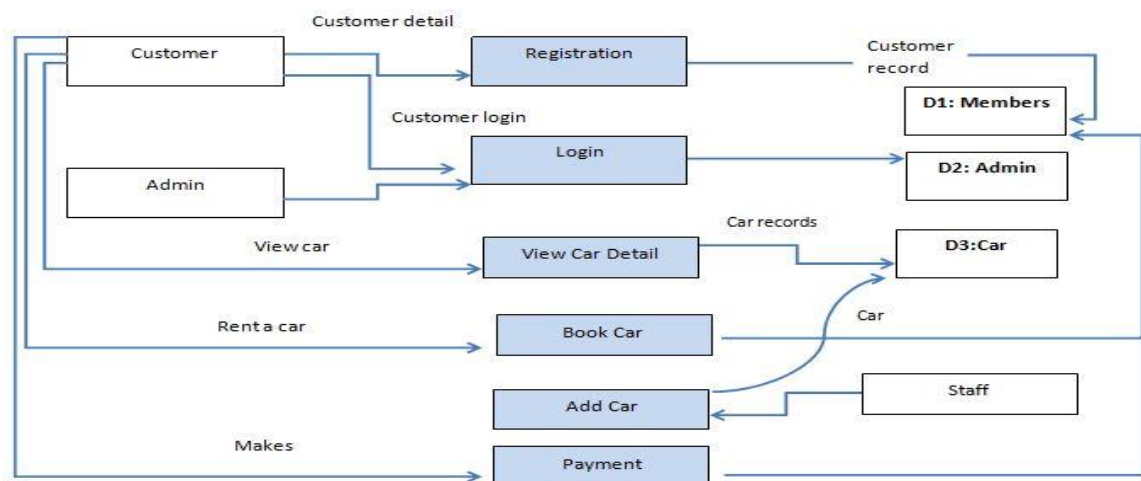 Customer detail
Customer
Registration
Customer
record
D1: Members
Customer login
Login
D2: Admin
Admin
Car records
View car
View Car Detail
D3:Car
Rent a car
Book Car
Car
Add Car
Staff
Makes
Payment